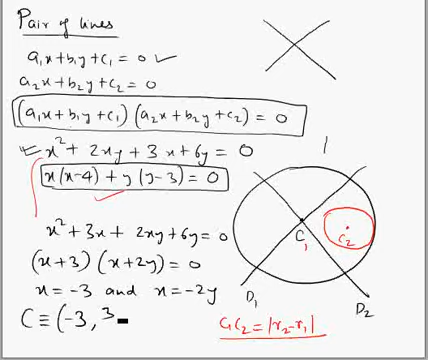 Pair of lines
a₁x+b₁y+c₁ = 0
a₂x+b₂y+c₂ = 0
(a₁x+b₁y+c₁) (a₂x+b₂y+c₂) = 0
x² + 2xy + 3x + 6y = 0
x(x-4) + y(y-3) = 0
x² + 3x + 2xy + 6y = 0
(x+3) (x+2y) = 0
x = -3 and x = -2y
C ≡ (-3, 3
C₁
C₂
D₁
D₂
C₁C₂ = |r₂-r₁|